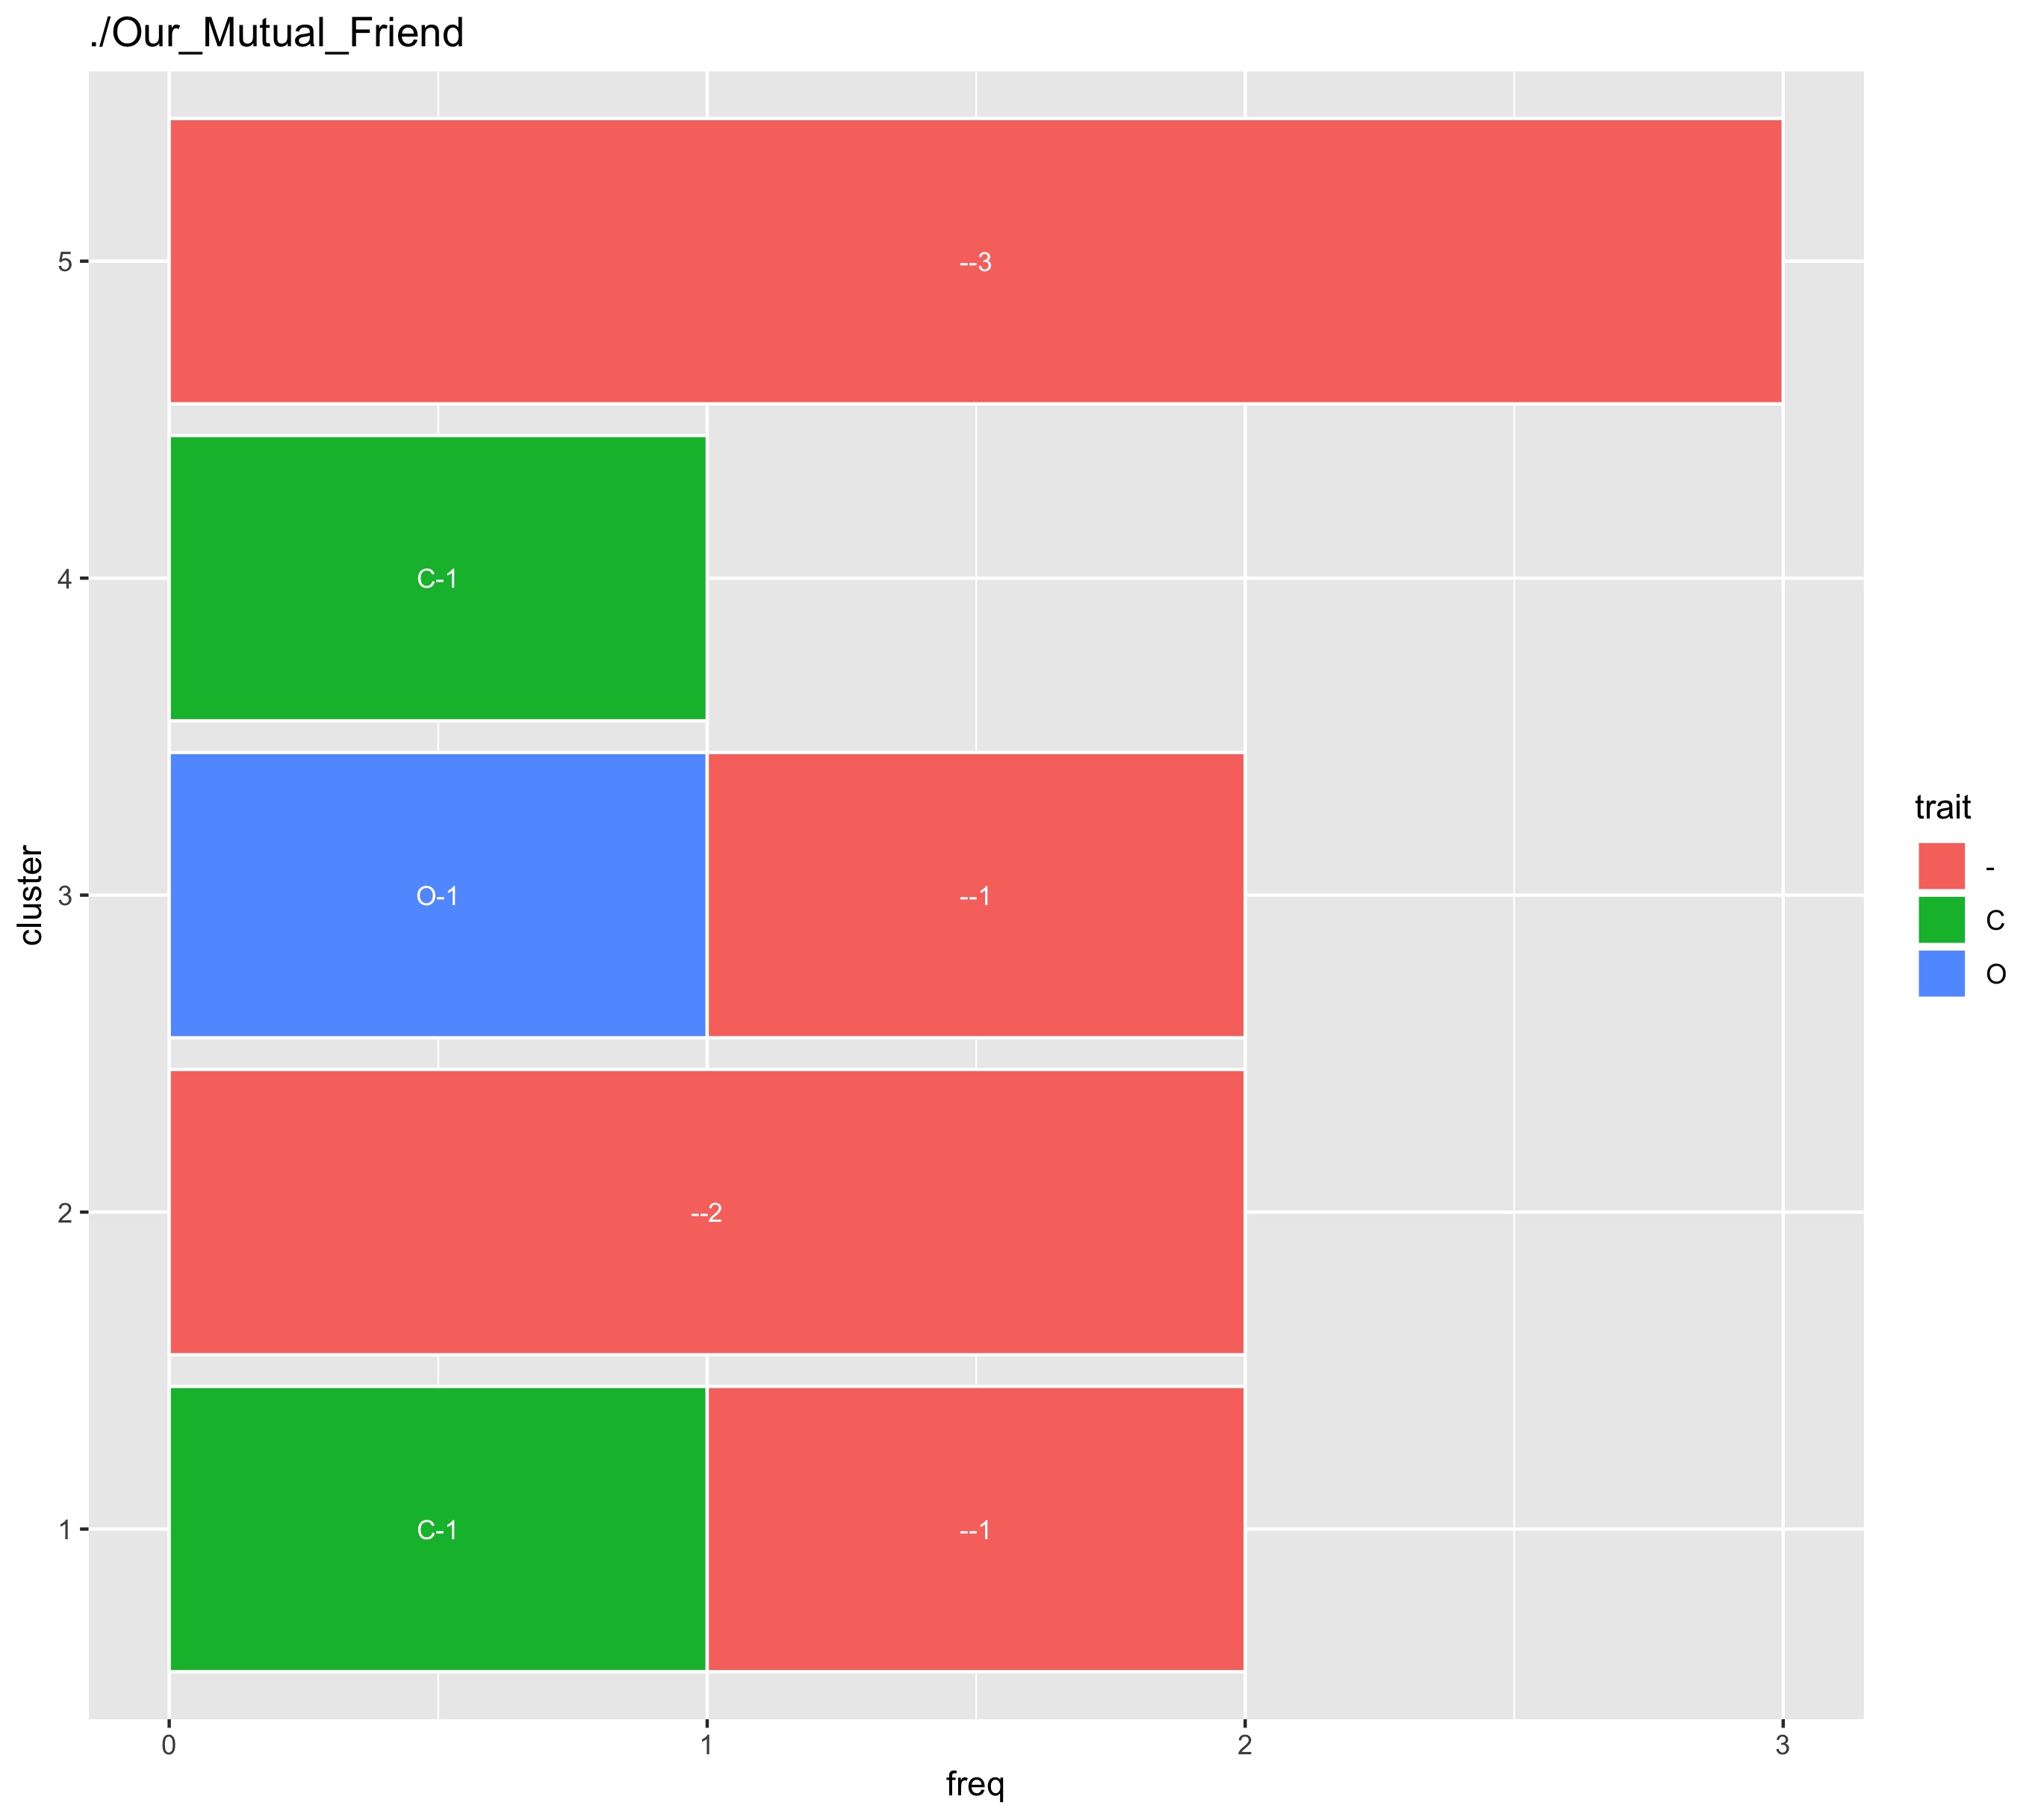 ./Our_Mutual_Friend
5
--3
4
C-1
3
O-1 --1
2
--2
1
C-1 --1
0 1 2 3
freq
cluster
trait
-
C
O